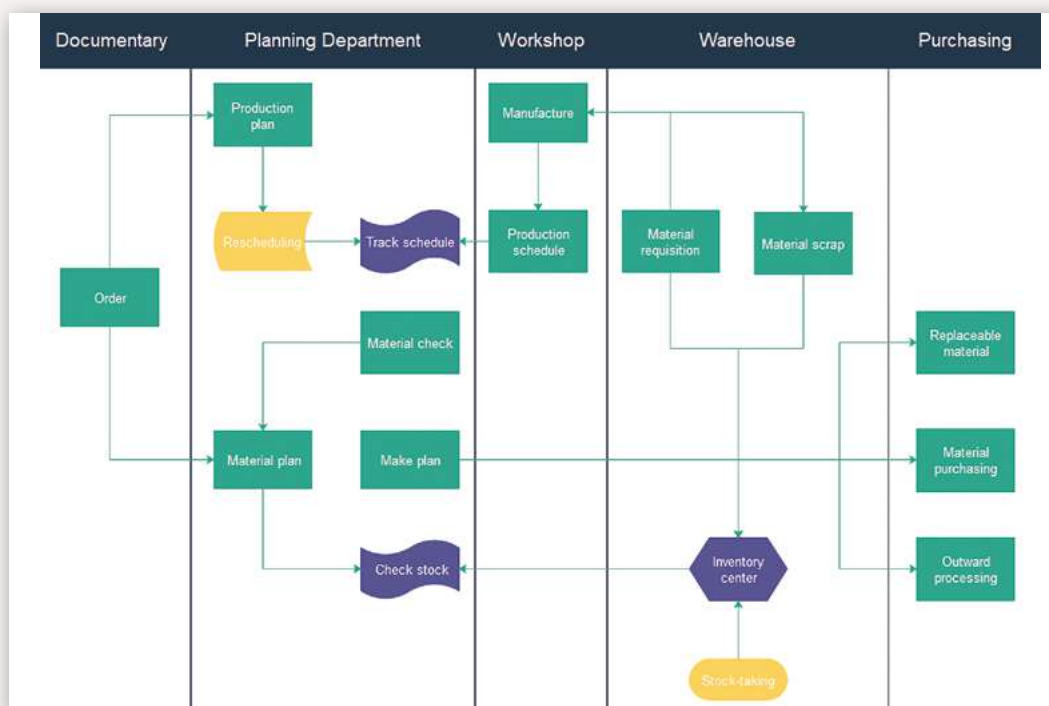 Documentary
Planning Department
Workshop
Warehouse
Purchasing
Production
plan
Manufacture
Rescheduling
Track schedule
Production
schedule
Material
requisition
Material scrap
Order
Material check
Replaceable
material
Material plan
Make plan
Material
purchasing
Check stock
Inventory
center
Outward
processing
Stock-taking